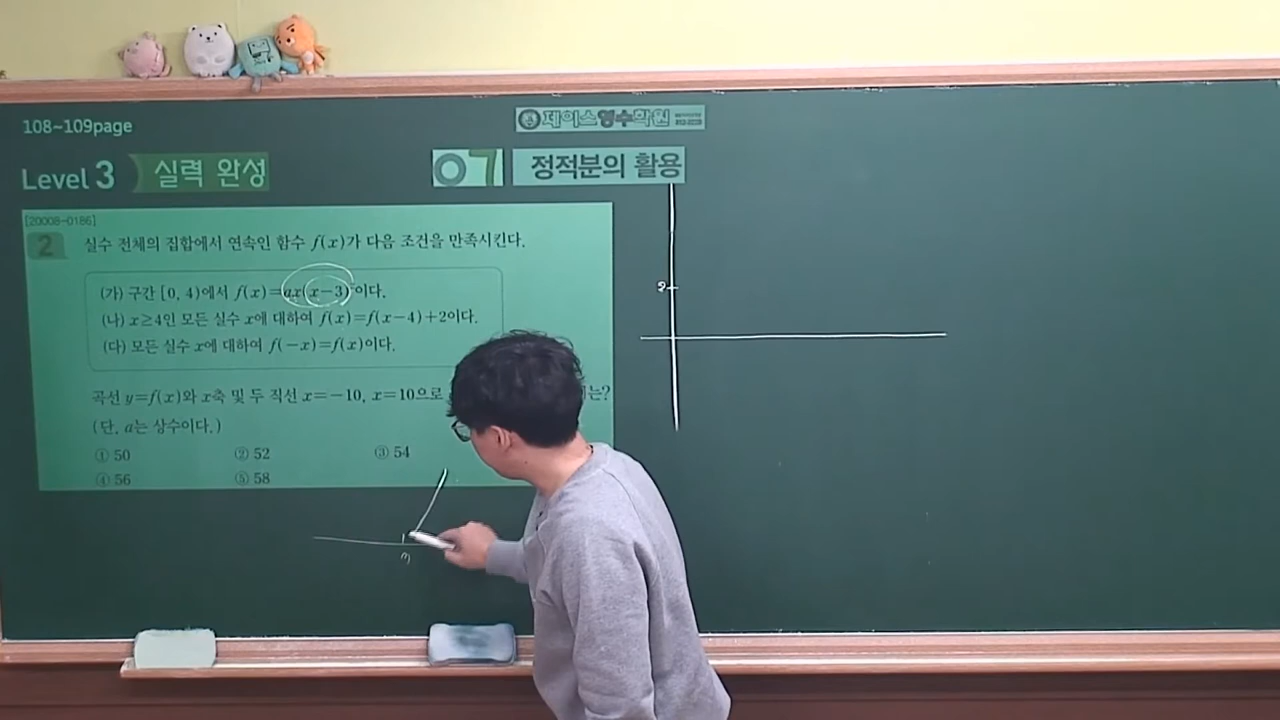 108~109page
제이스영수학원
Level 3 실력 완성
07 정적분의 활용
[20008-0186]
2 실수 전체의 집합에서 연속인 함수 f(x)가 다음 조건을 만족시킨다.
(가) 구간 [0, 4)에서 f(x)=ax(x-3) 이다.
(나) x≥4인 모든 실수 x에 대하여 f(x)=f(x-4)+2이다.
(다) 모든 실수 x에 대하여 f(-x)=f(x)이다.
곡선 y=f(x)와 x축 및 두 직선 x=-10, x=10으로 는?
(단, a는 상수이다.)
① 50 ② 52 ③ 54
④ 56 ⑤ 58
2
3